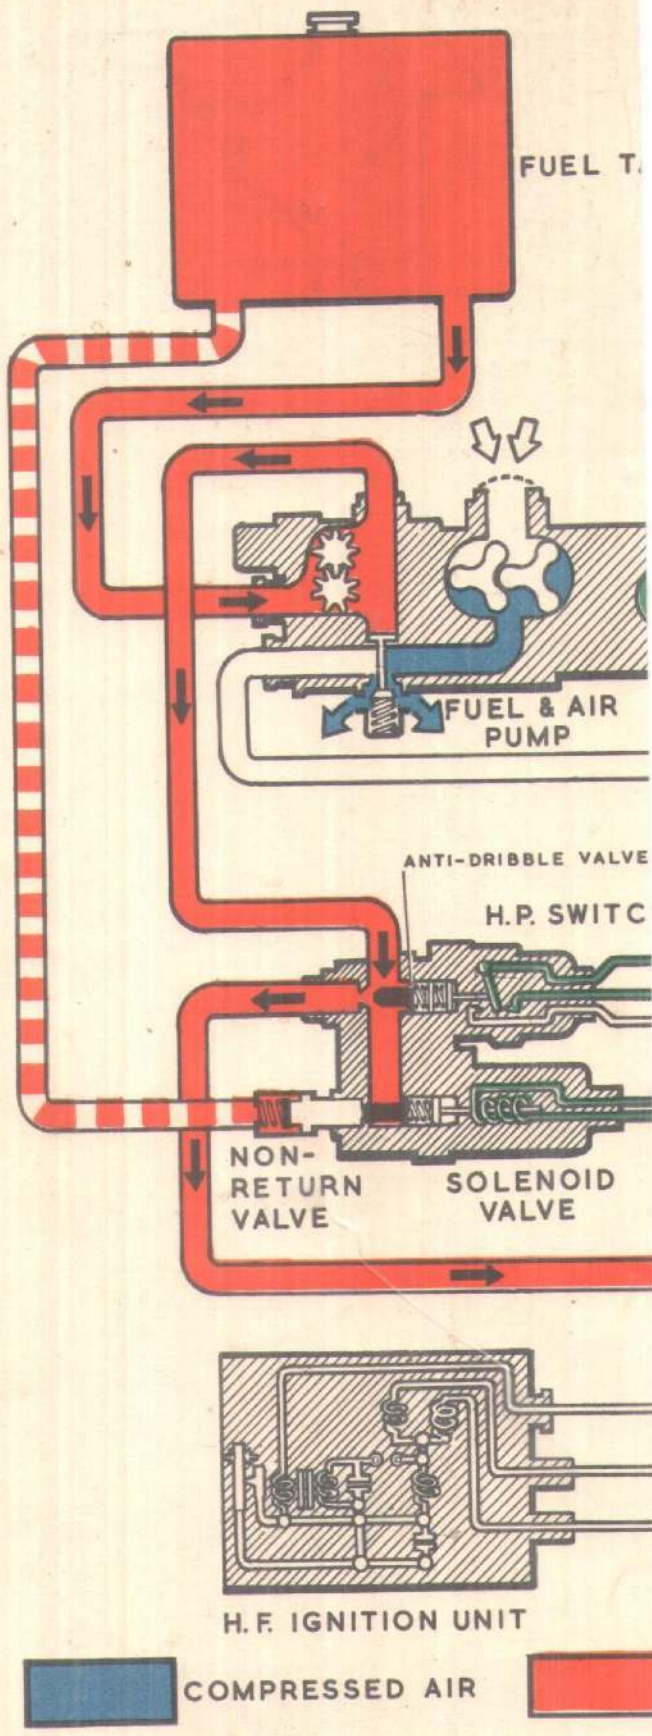 FUEL T
FUEL & AIR
PUMP
ANTI-DRIBBLE VALVE
H.P. SWITC
NON-
RETURN
VALVE
SOLENOID
VALVE
H.F. IGNITION UNIT
COMPRESSED AIR